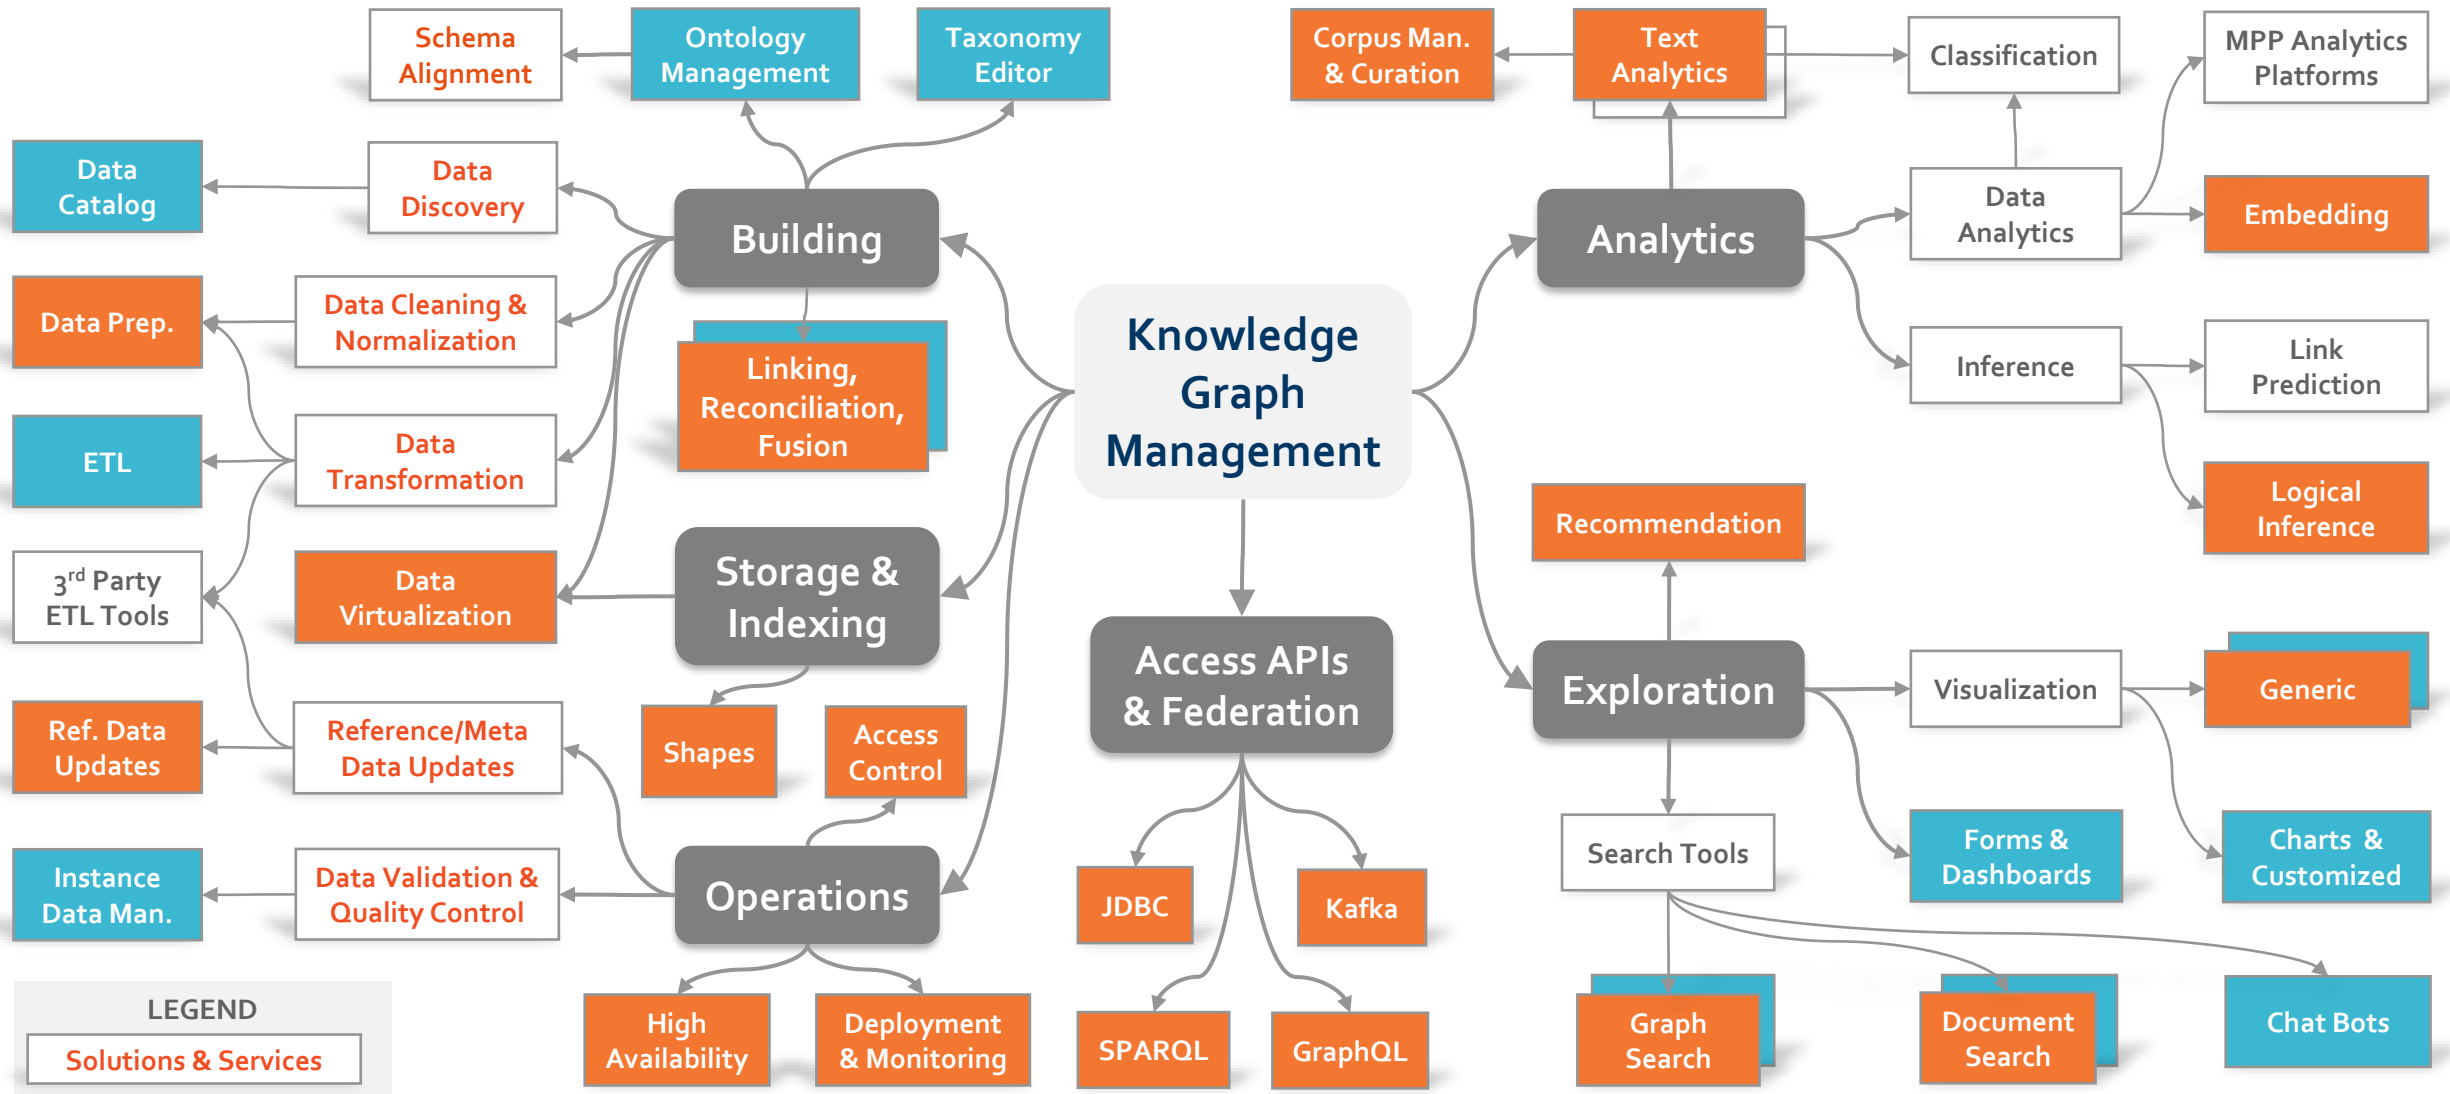 Schema
Alignment
Ontology
Management
Taxonomy
Editor
Corpus Man.
& Curation
Text
Analytics
Classification
MPP Analytics
Platforms
Data
Catalog
Data
Discovery
Building
Analytics
Data
Analytics
Embedding
Data Prep.
Data Cleaning &
Normalization
Linking,
Reconciliation,
Fusion
Knowledge
Graph
Management
Inference
Link
Prediction
ETL
Data
Transformation
Logical
Inference
Recommendation
3rd Party
ETL Tools
Data
Virtualization
Storage &
Indexing
Access APIs
& Federation
Exploration
Visualization
Generic
Ref. Data
Updates
Reference/Meta
Data Updates
Shapes
Access
Control
Search Tools
Forms &
Dashboards
Charts &
Customized
Instance
Data Man.
Data Validation &
Quality Control
Operations
JDBC
Kafka
High
Availability
Deployment
& Monitoring
SPARQL
GraphQL
Graph
Search
Document
Search
Chat Bots
LEGEND
Solutions & Services